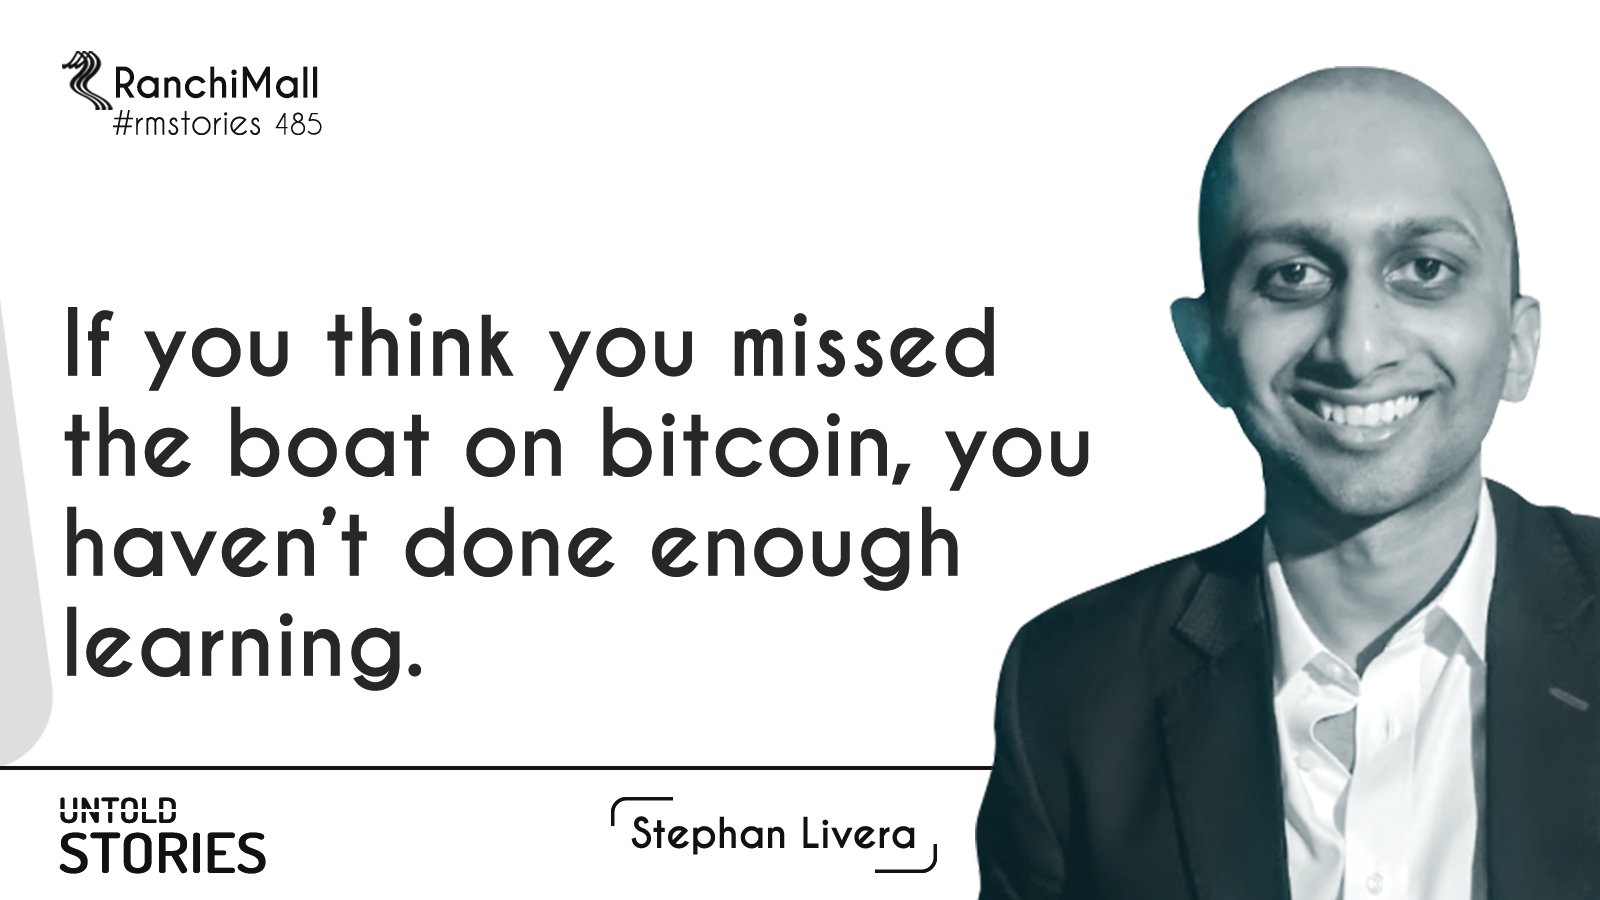 RanchiMall
#rmstories 485
If you think you missed
the boat on bitcoin, you
haven’t done enough
learning.
UNTOLD
STORIES
Stephan Livera